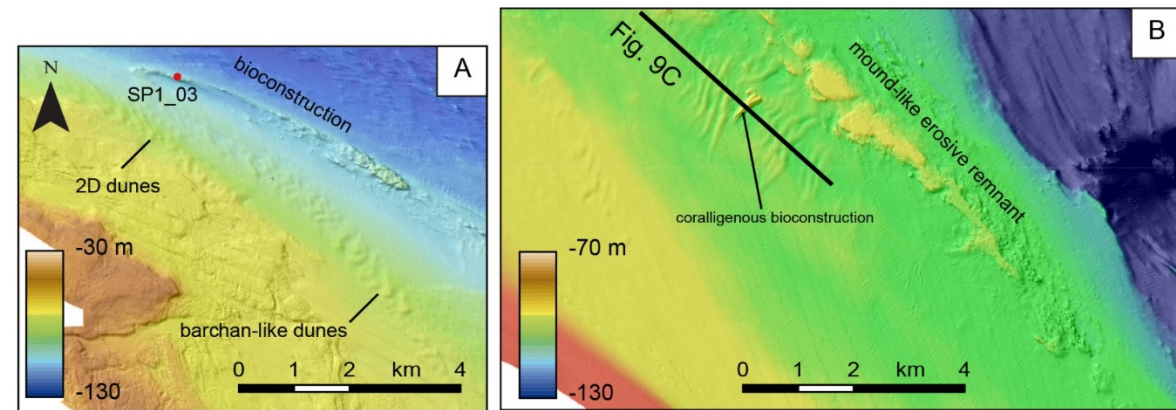 A
N
SP1_03
bioconstruction
2D dunes
-30 m
-130
barchan-like dunes
0 1 2 km 4
B
Fig. 9C
mound-like erosive remnant
coralligenous bioconstruction
-70 m
-130
0 1 2 km 4